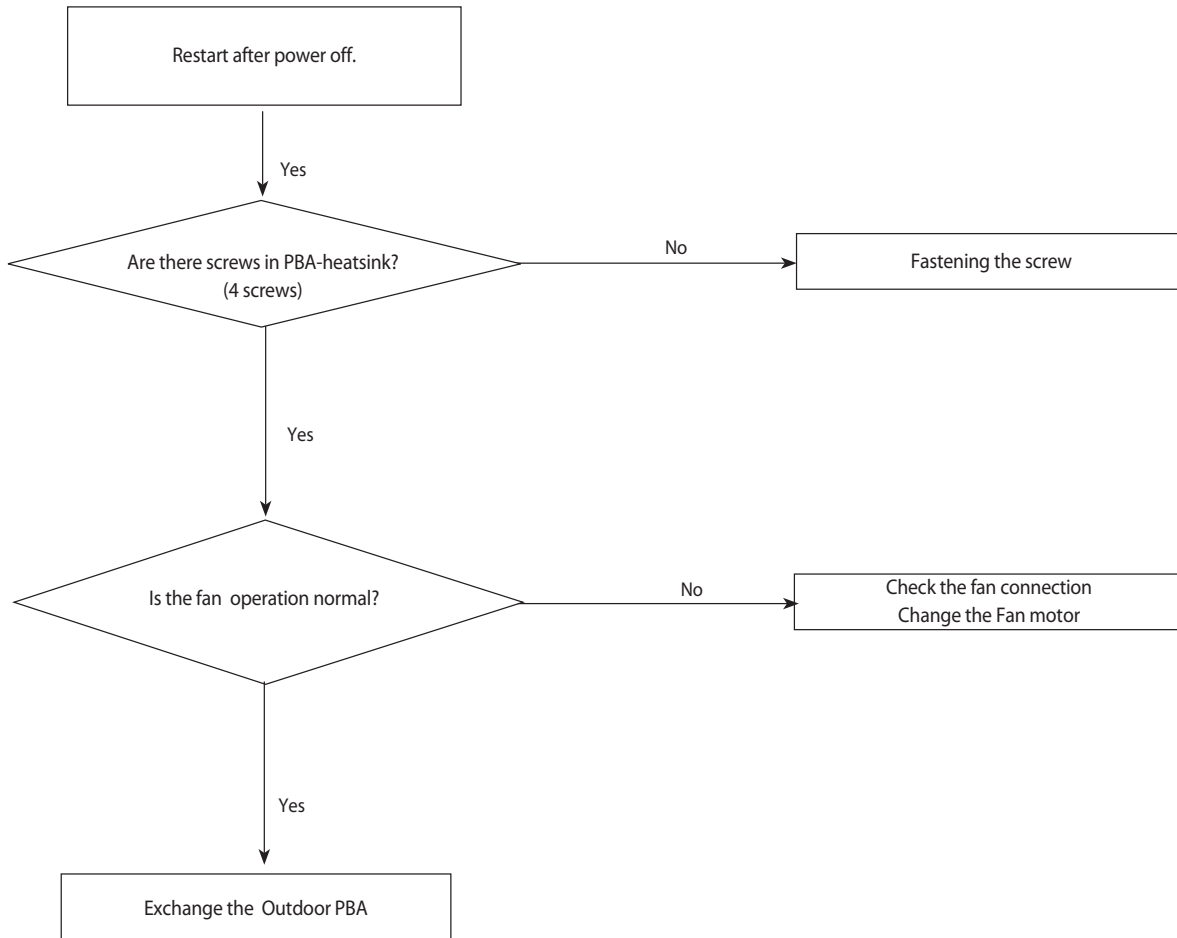 Restart after power off.
Yes
Are there screws in PBA-heatsink?
(4 screws)
No
Fastening the screw
Yes
Is the fan operation normal?
No
Check the fan connection
Change the Fan motor
Yes
Exchange the Outdoor PBA